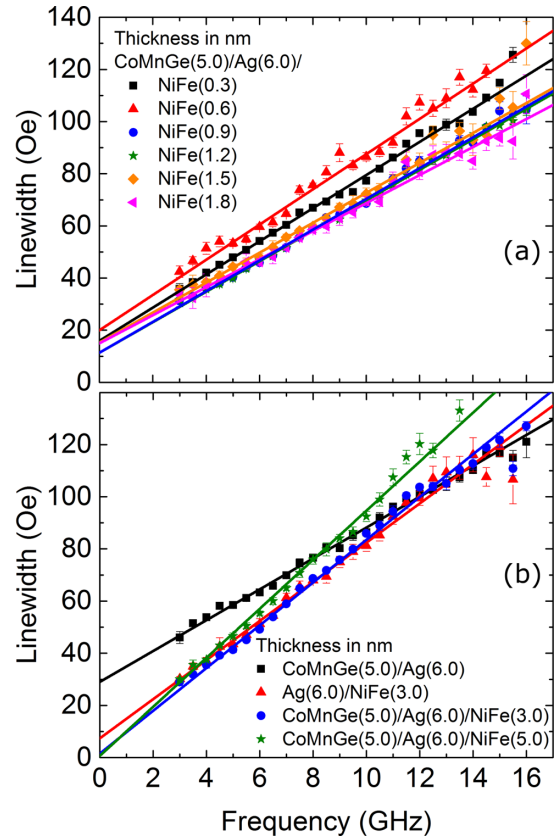 (a)
Thickness in nm
CoMnGe(5.0)/Ag(6.0)/
NiFe(0.3)
NiFe(0.6)
NiFe(0.9)
NiFe(1.2)
NiFe(1.5)
NiFe(1.8)
Linewidth (Oe)
140
120
100
80
60
40
20
0
(b)
Thickness in nm
CoMnGe(5.0)/Ag(6.0)
Ag(6.0)/NiFe(3.0)
CoMnGe(5.0)/Ag(6.0)/NiFe(3.0)
CoMnGe(5.0)/Ag(6.0)/NiFe(5.0)
Linewidth (Oe)
120
100
80
60
40
20
0
0 2 4 6 8 10 12 14 16
Frequency (GHz)